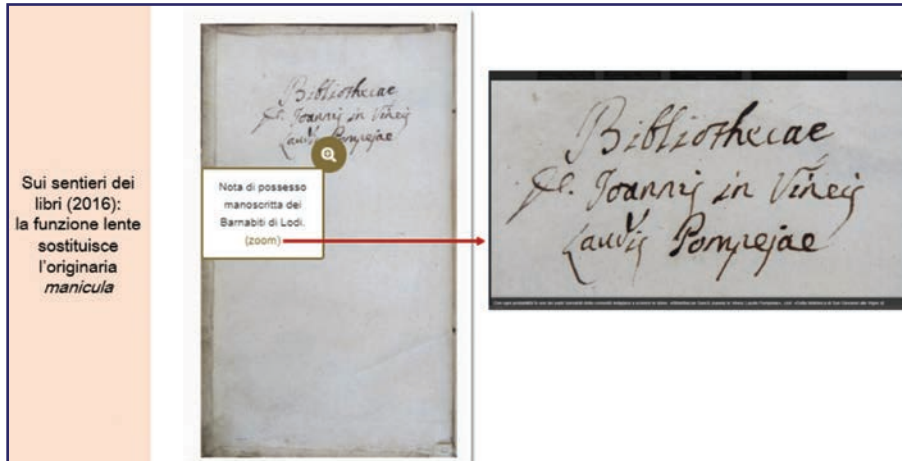 Sui sentieri dei
libri (2016):
la funzione lente
sostituisce
l'originaria
manicula
Bibliothecae
S. Joannis in Vineis
Laudis Pompejae
Nota di possesso
manoscritta dei
Barnabiti di Lodi.
(zoom)
Bibliothecae
S. Joannis in Vineis
Laudis Pompejae